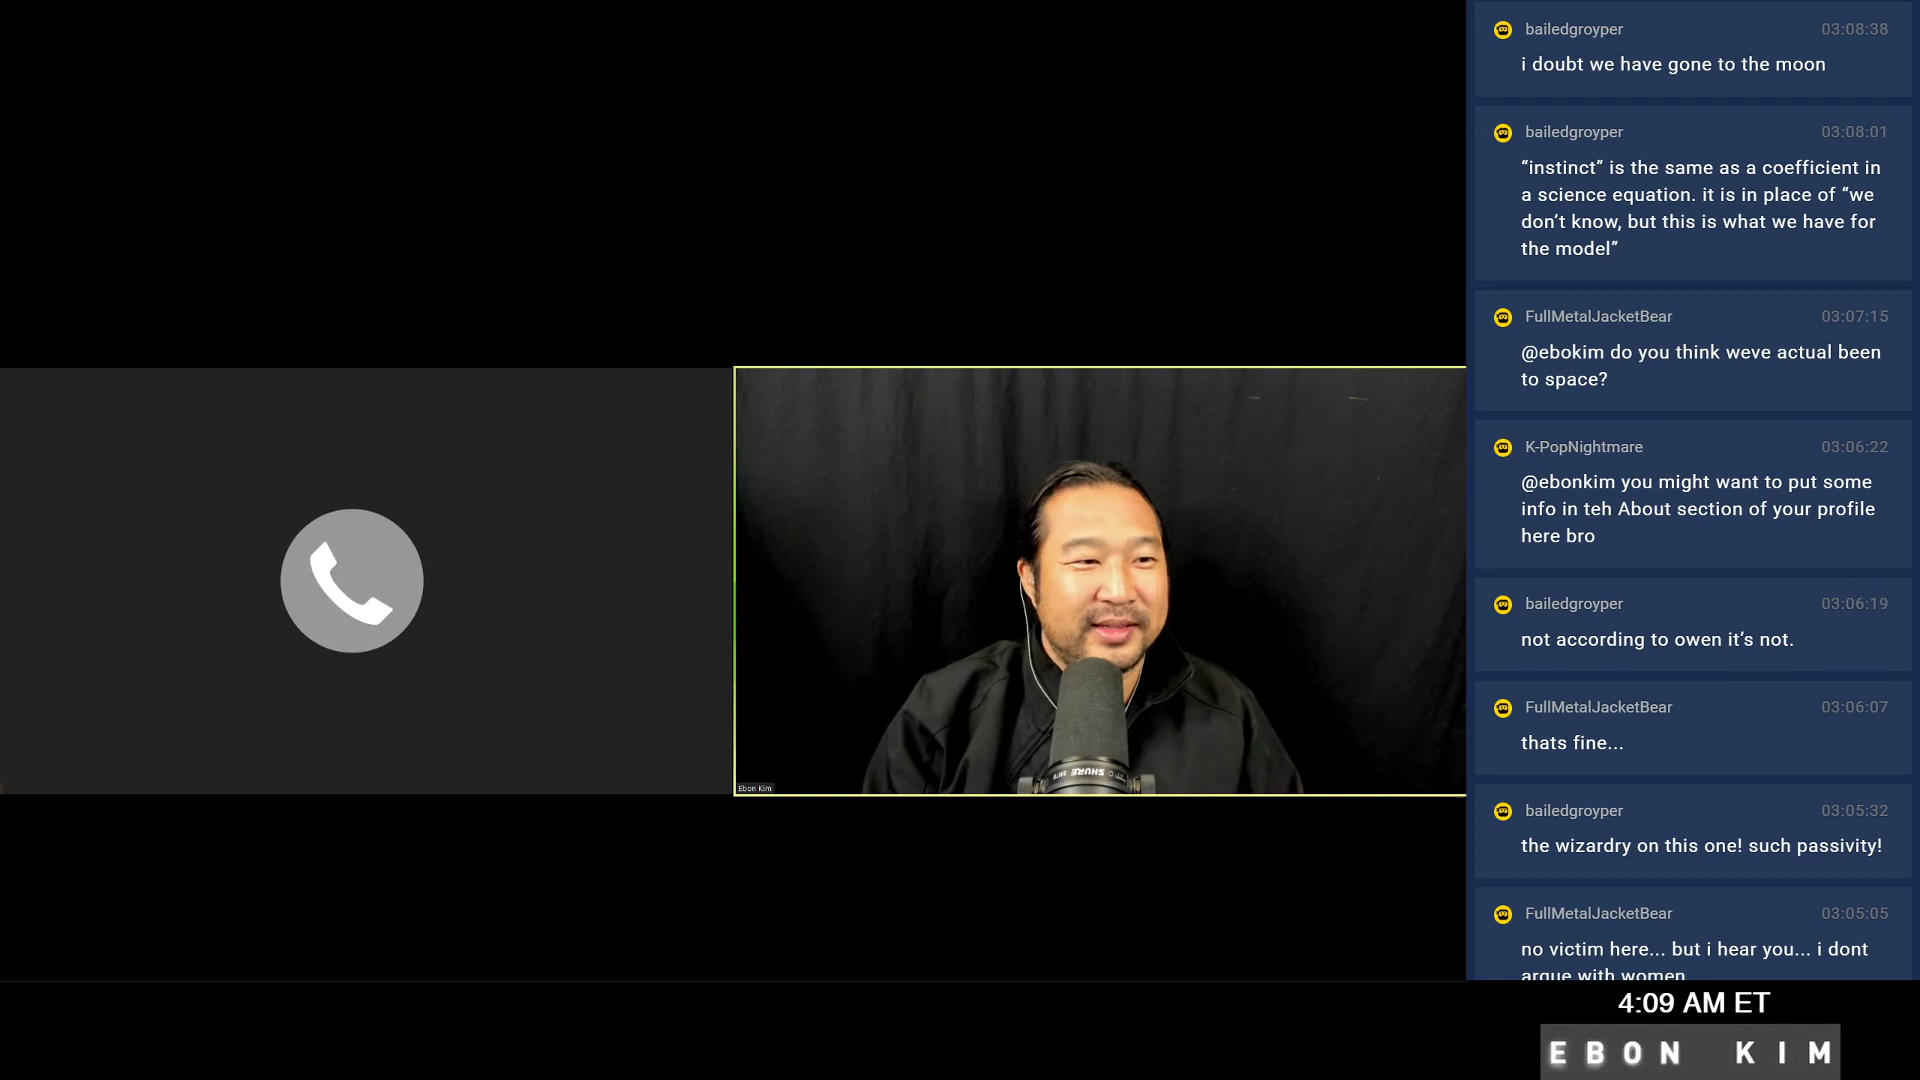 Ebon Kim
SHURE SM7B
bailedgroyper 03:08:38
i doubt we have gone to the moon
bailedgroyper 03:08:01
“instinct” is the same as a coefficient in
a science equation. it is in place of “we
don’t know, but this is what we have for
the model”
FullMetalJacketBear 03:07:15
@ebokim do you think weve actual been
to space?
K-PopNightmare 03:06:22
@ebonkim you might want to put some
info in teh About section of your profile
here bro
bailedgroyper 03:06:19
not according to owen it’s not.
FullMetalJacketBear 03:06:07
thats fine...
bailedgroyper 03:05:32
the wizardry on this one! such passivity!
FullMetalJacketBear 03:05:05
no victim here... but i hear you... i dont
argue with women
4:09 AM ET
EBON KIM